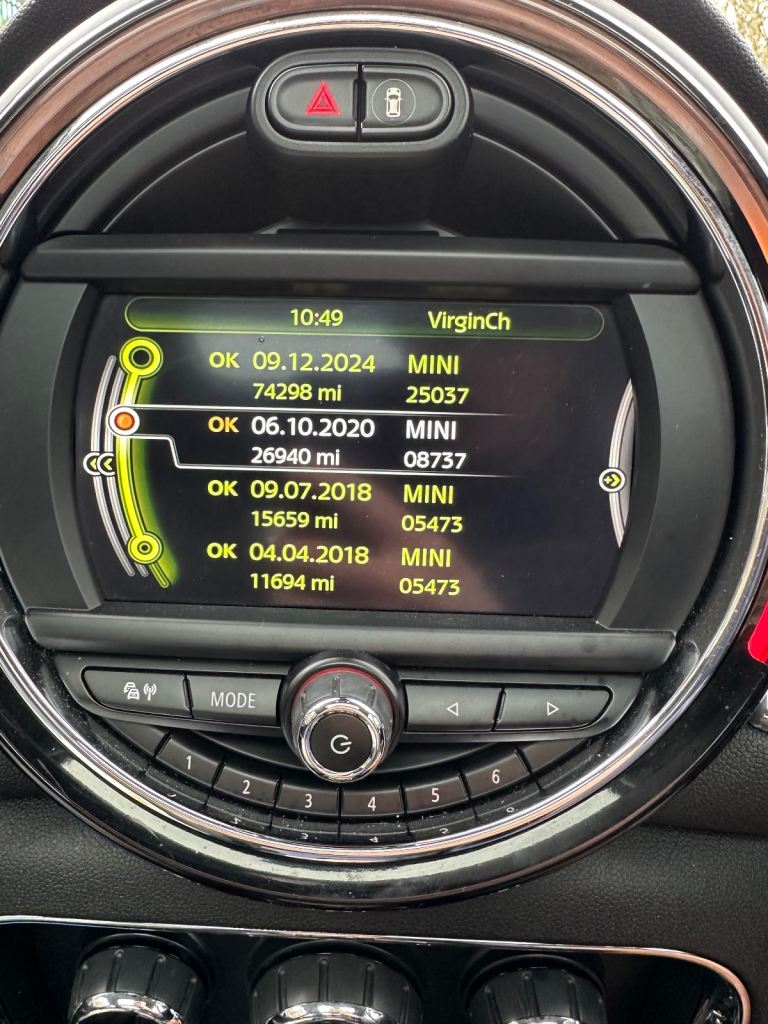 10:49 VirginCh
OK 09.12.2024 MINI
74298 mi 25037
OK 06.10.2020 MINI
26940 mi 08737
OK 09.07.2018 MINI
15659 mi 05473
OK 04.04.2018 MINI
11694 mi 05473
MODE
1 2 3 4 5 6